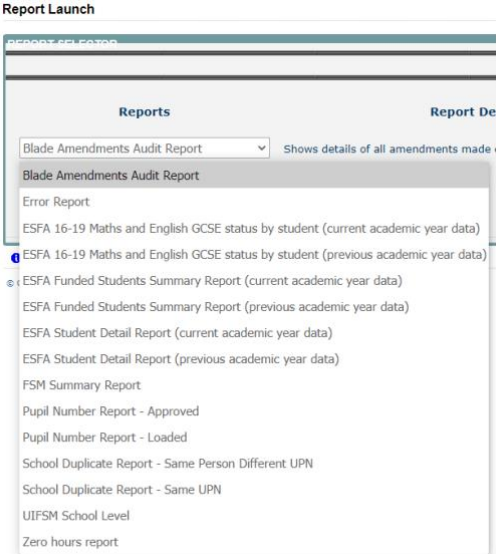 Report Launch
REPORT SELECTOR
Reports
Report De
Blade Amendments Audit Report
Shows details of all amendments made
Blade Amendments Audit Report
Error Report
ESFA 16-19 Maths and English GCSE status by student (current academic year data)
ESFA 16-19 Maths and English GCSE status by student (previous academic year data)
ESFA Funded Students Summary Report (current academic year data)
ESFA Funded Students Summary Report (previous academic year data)
ESFA Student Detail Report (current academic year data)
ESFA Student Detail Report (previous academic year data)
FSM Summary Report
Pupil Number Report - Approved
Pupil Number Report - Loaded
School Duplicate Report - Same Person Different UPN
School Duplicate Report - Same UPN
UIFSM School Level
Zero hours report